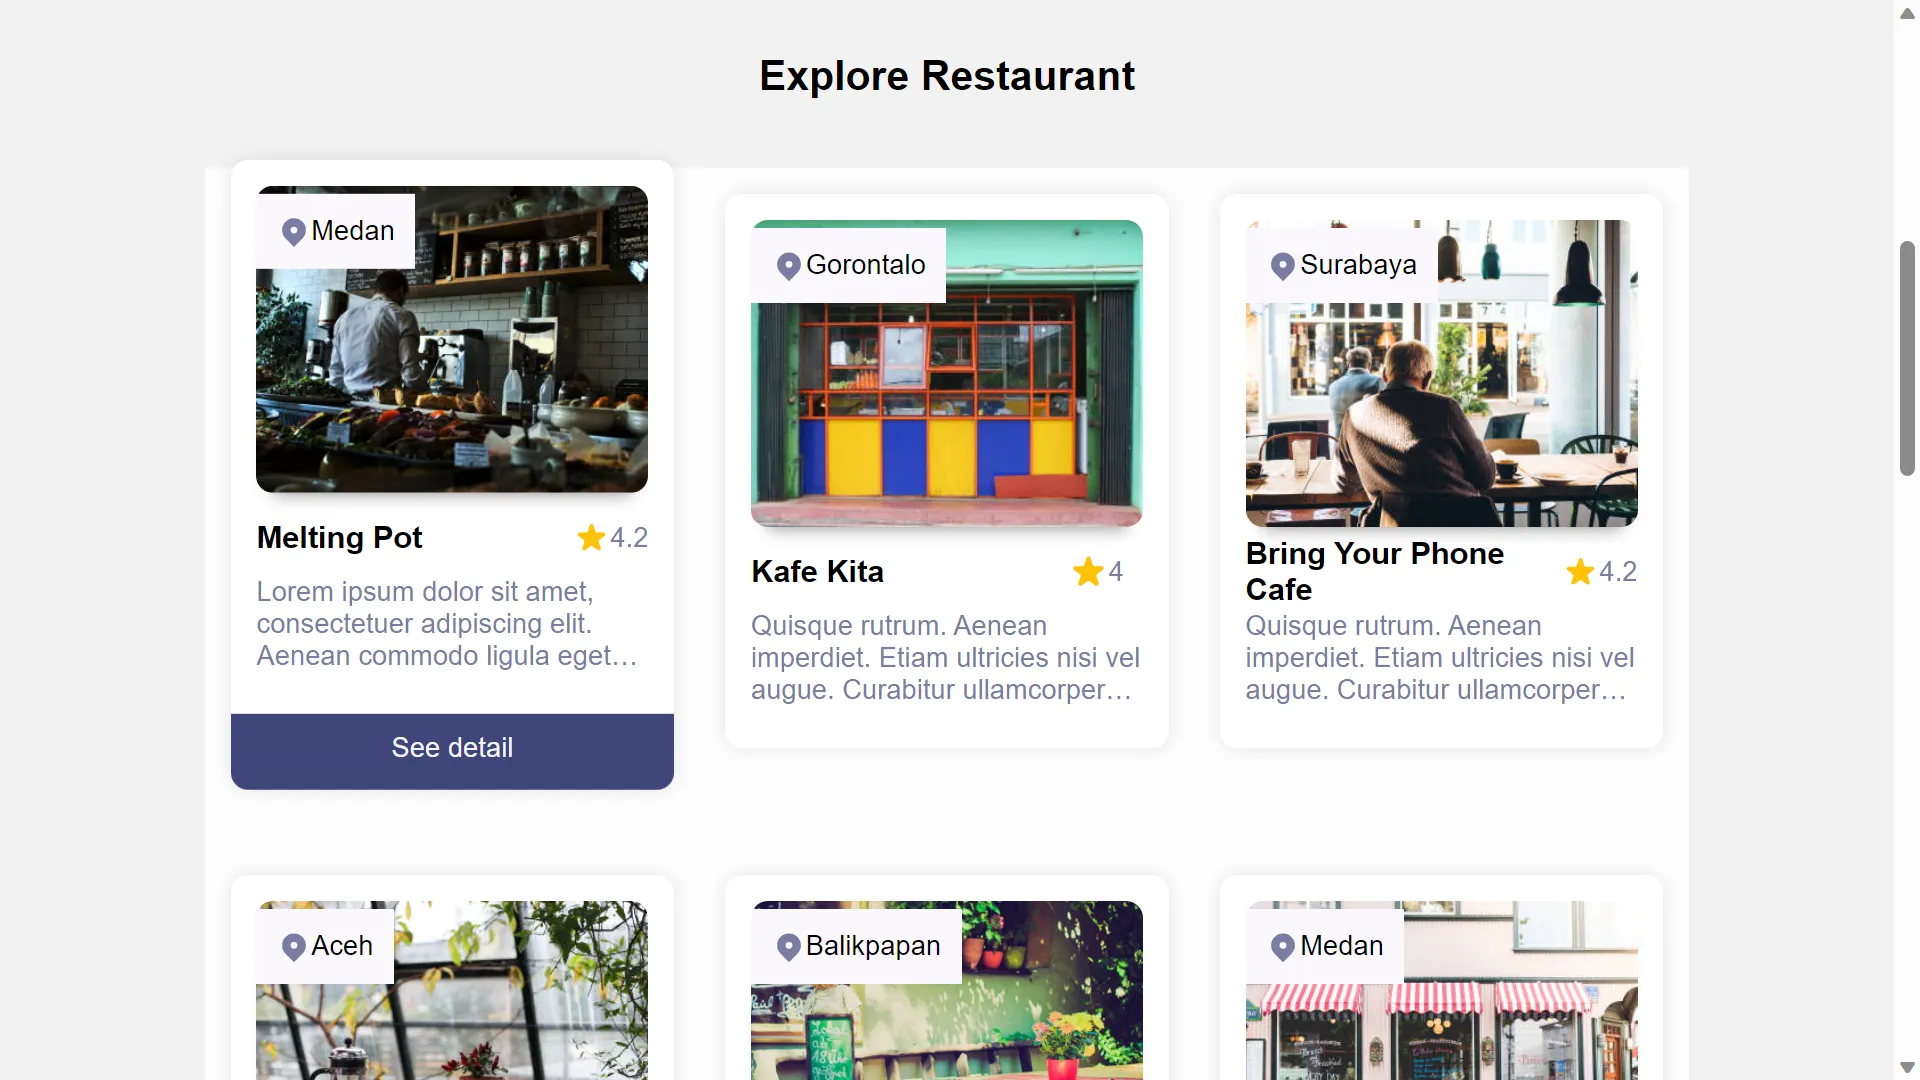 Explore Restaurant
Medan
Melting Pot
4.2
Lorem ipsum dolor sit amet,
consectetuer adipiscing elit.
Aenean commodo ligula eget…
See detail
Gorontalo
Kafe Kita
4
Quisque rutrum. Aenean
imperdiet. Etiam ultricies nisi vel
augue. Curabitur ullamcorper…
Surabaya
Bring Your Phone
Cafe
4.2
Quisque rutrum. Aenean
imperdiet. Etiam ultricies nisi vel
augue. Curabitur ullamcorper…
Aceh
Balikpapan
Medan